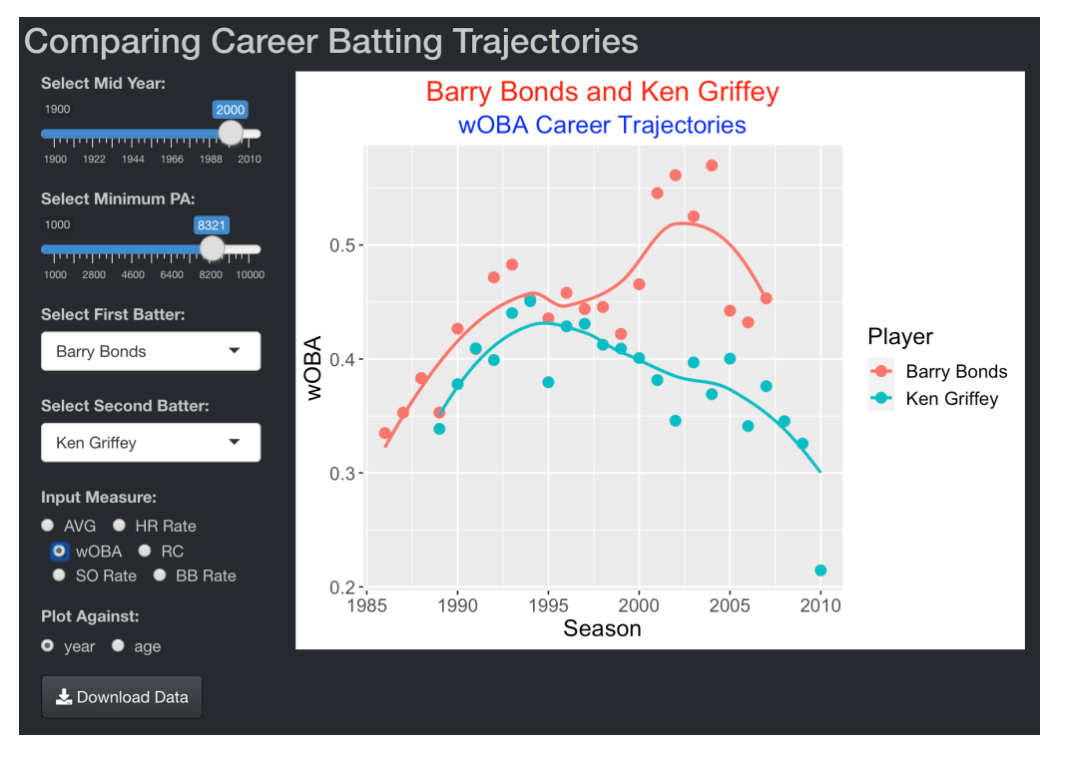 Comparing Career Batting Trajectories
Select Mid Year:
1900 2000
1900 1922 1944 1966 1988 2010
Select Minimum PA:
1000 8321
1000 2800 4600 6400 8200 10000
Select First Batter:
Barry Bonds
Select Second Batter:
Ken Griffey
Input Measure:
AVG HR Rate
wOBA RC
SO Rate BB Rate
Plot Against:
year age
Download Data
Barry Bonds and Ken Griffey
wOBA Career Trajectories
wOBA
0.5
0.4
0.3
0.2
1985 1990 1995 2000 2005 2010
Season
Player
Barry Bonds
Ken Griffey